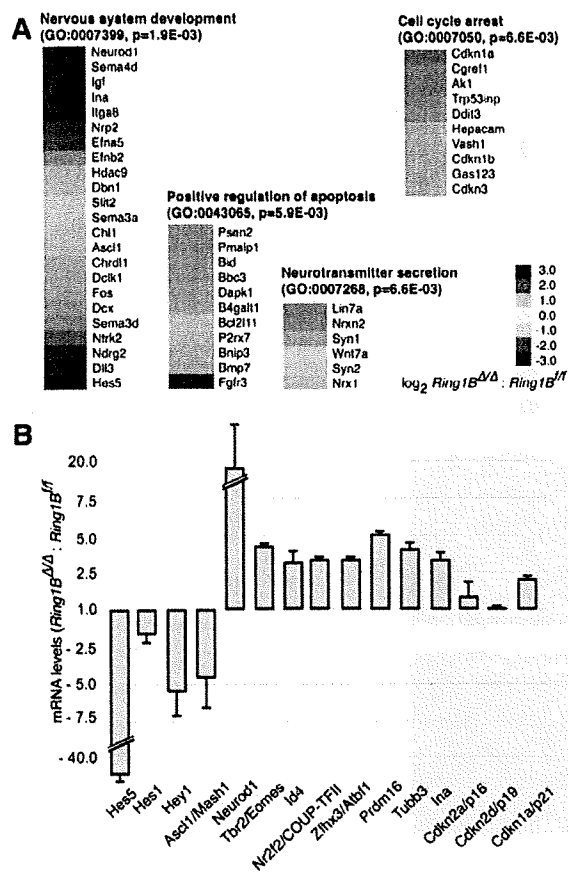 A
Nervous system development
(GO:0007399, p=1.9E-03)
Neurod1
Sema4d
Igf
Ina
Itga8
Nrp2
Efna5
Efnb2
Hdac9
Dbn1
Slit2
Sema3a
Chl1
Ascl1
Chrdl1
Dclk1
Fos
Dcx
Sema3d
Ntrk2
Ndrg2
Dll3
Hes5
Positive regulation of apoptosis
(GO:0043065, p=5.9E-03)
Psen2
Pmaip1
Bid
Bbc3
Dapk1
B4galt1
Bcl2l11
P2rx7
Bnip3
Bmp7
Fgfr3
Cell cycle arrest
(GO:0007050, p=6.6E-03)
Cdkn1a
Cgref1
Ak1
Trp53inp
Ddit3
Hepacam
Vash1
Cdkn1b
Gas123
Cdkn3
Neurotransmitter secretion
(GO:0007268, p=6.6E-03)
Lin7a
Nrxn2
Syn1
Wnt7a
Syn2
Nrx1
3.0
2.0
1.0
0.0
-1.0
-2.0
-3.0
log2 Ring1BΔ/Δ : Ring1Bf/f
B
mRNA levels (Ring1BΔ/Δ : Ring1Bf/f)
20.0
7.5
5.0
2.5
1.0
- 2.5
- 5.0
- 7.5
- 40.0
Hes5
Hes1
Hey1
Ascl1/Mash1
Neurod1
Tbr2/Eomes
Id4
Nr2f2/COUP-TFII
Zfhx3/Atbf1
Prdm16
Tubb3
Ina
Cdkn2a/p16
Cdkn2d/p19
Cdkn1a/p21